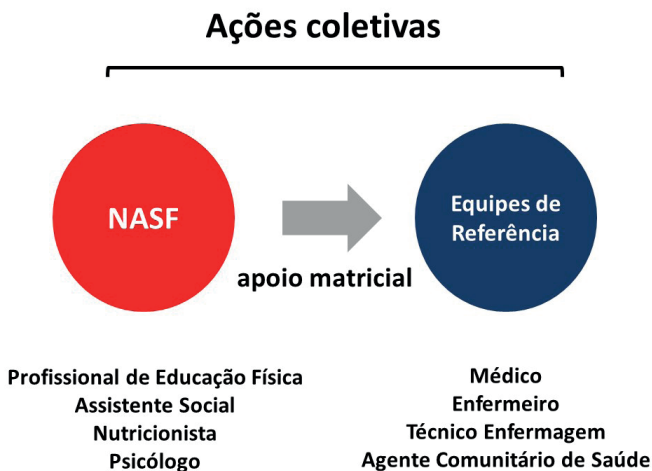 Ações coletivas
NASF
Equipes de
Referência
apoio matricial
Profissional de Educação Física
Assistente Social
Nutricionista
Psicólogo
Médico
Enfermeiro
Técnico Enfermagem
Agente Comunitário de Saúde